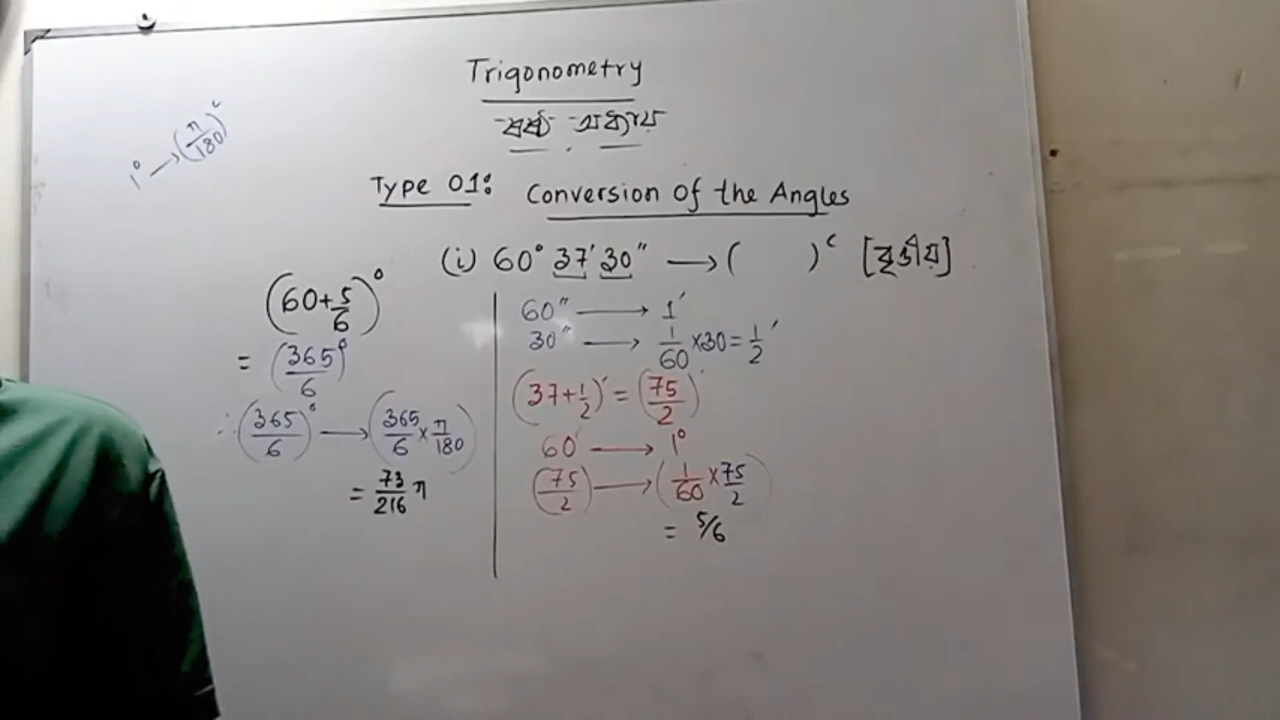 Trigonometry
ষষ্ঠ অধ্যায়
1° → (π/180)ᶜ
Type 01: Conversion of the Angles
(i) 60° 37′ 30″ → (      )ᶜ [বৃত্তীয়]
(60+5/6)°
= (365/6)°
∴ (365/6)° → (365/6 × π/180)
= 73/216 π
60″ → 1′
30″ → 1/60 ×30 = 1/2′
(37+1/2)′ = (75/2)′
60′ → 1°
(75/2) → (1/60 × 75/2)
= 5/6